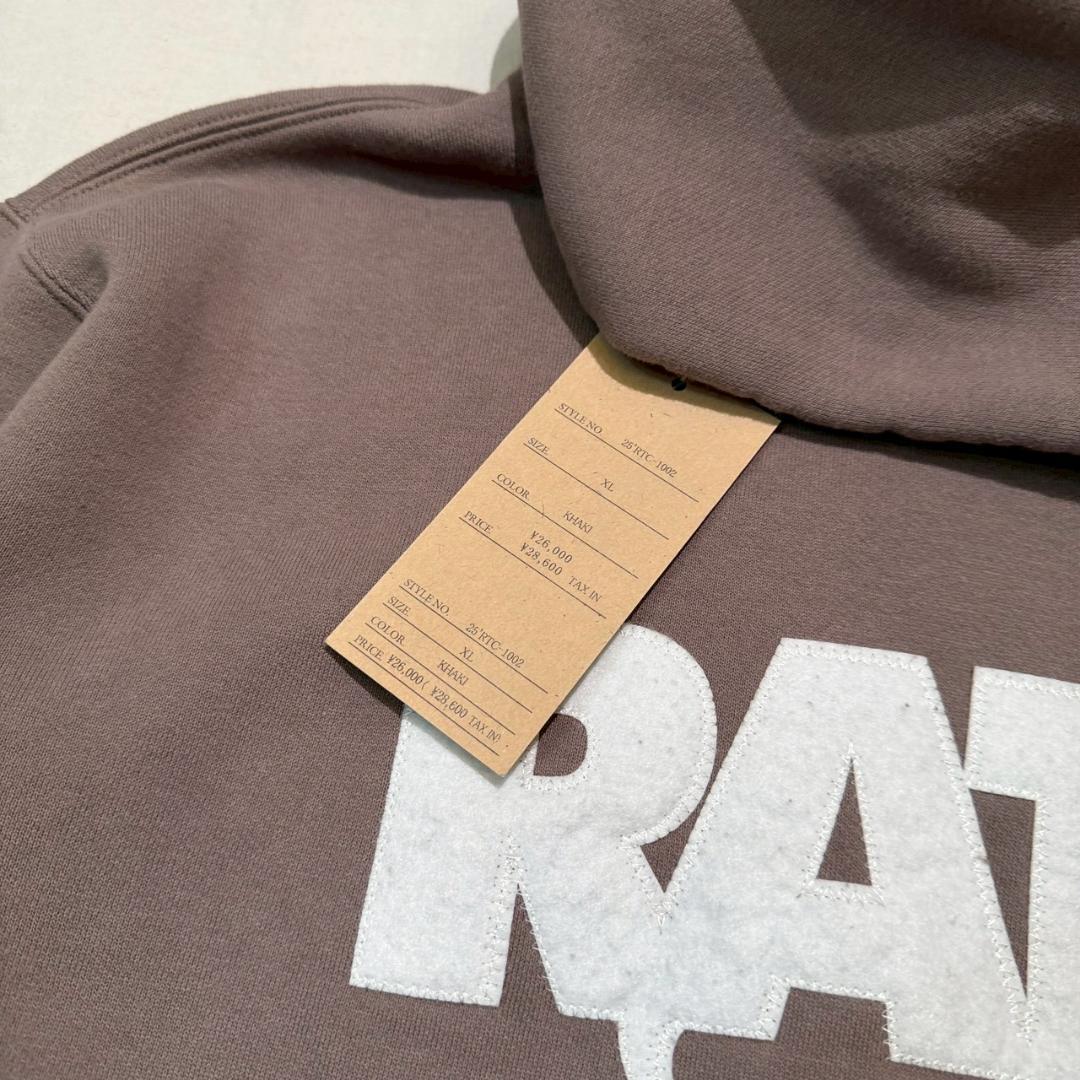 STYLE NO 25'RTC-1002
SIZE XL
COLOR KHAKI
PRICE ¥26,000
¥28,600 TAX IN
STYLE NO 25'RTC-1002
SIZE XL
COLOR KHAKI
PRICE ¥26,000 ( ¥28,600 TAX IN)
RAT